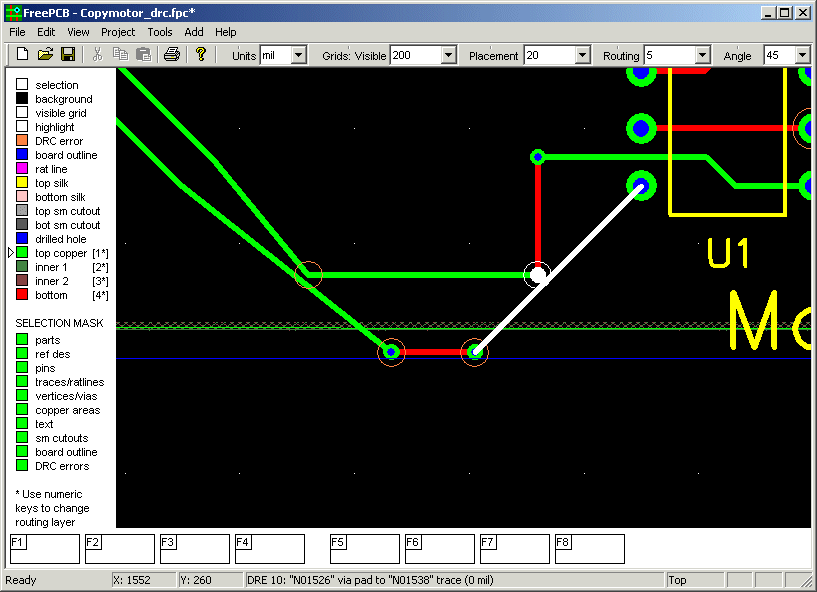 FreePCB - Copymotor_drc.fpc*
File Edit View Project Tools Add Help
Units mil Grids: Visible 200 Placement 20 Routing 5 Angle 45
selection
background
visible grid
highlight
DRC error
board outline
rat line
top silk
bottom silk
top sm cutout
bot sm cutout
drilled hole
top copper [1*]
inner 1 [2*]
inner 2 [3*]
bottom [4*]
SELECTION MASK
parts
ref des
pins
traces/ratlines
vertices/vias
copper areas
text
sm cutouts
board outline
DRC errors
* Use numeric
keys to change
routing layer
U1
Mo
F1 F2 F3 F4 F5 F6 F7 F8
Ready X: 1552 Y: 260 DRE 10: "N01526" via pad to "N01538" trace (0 mil) Top